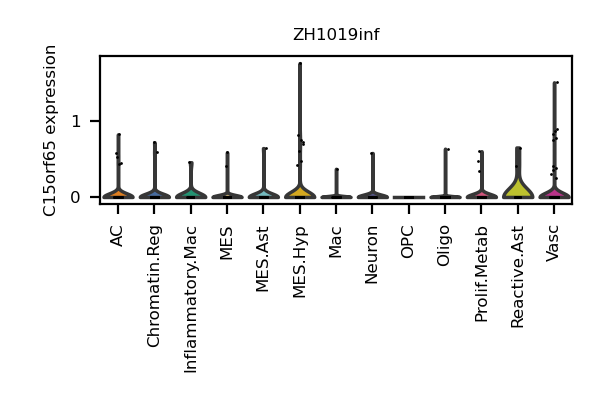 ZH1019inf
C15orf65 expression
1
0
AC
Chromatin.Reg
Inflammatory.Mac
MES
MES.Ast
MES.Hyp
Mac
Neuron
OPC
Oligo
Prolif.Metab
Reactive.Ast
Vasc